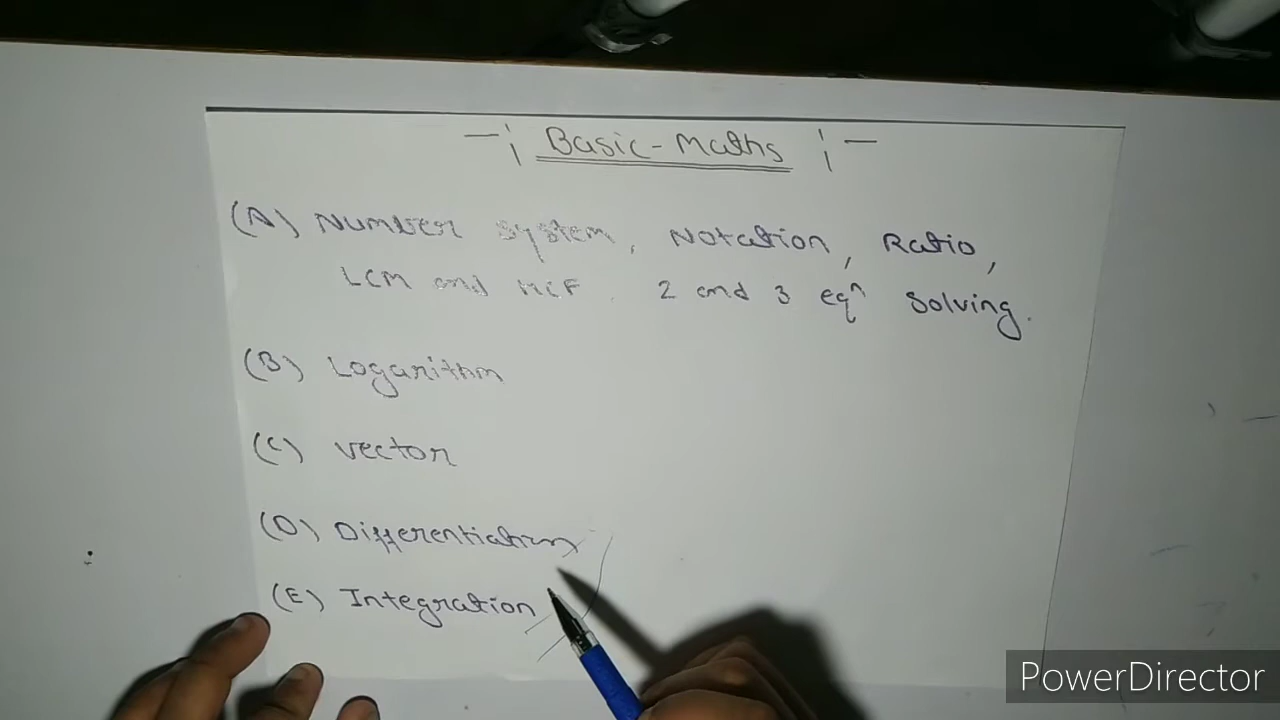 -¡ Basic-Maths ¡-
(A) Number system, Notation, Ratio,
LCM and HCF. 2 and 3 eqⁿ solving.
(B) Logarithm
(C) Vector
(D) Differentiation
(E) Integration
PowerDirector